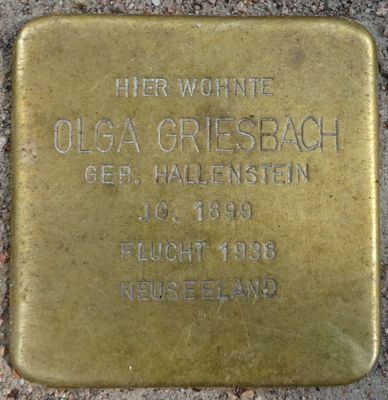 HIER WOHNTE
OLGA GRIESBACH
GEB. HALLENSTEIN
JG. 1899
FLUCHT 1938
NEUSEELAND